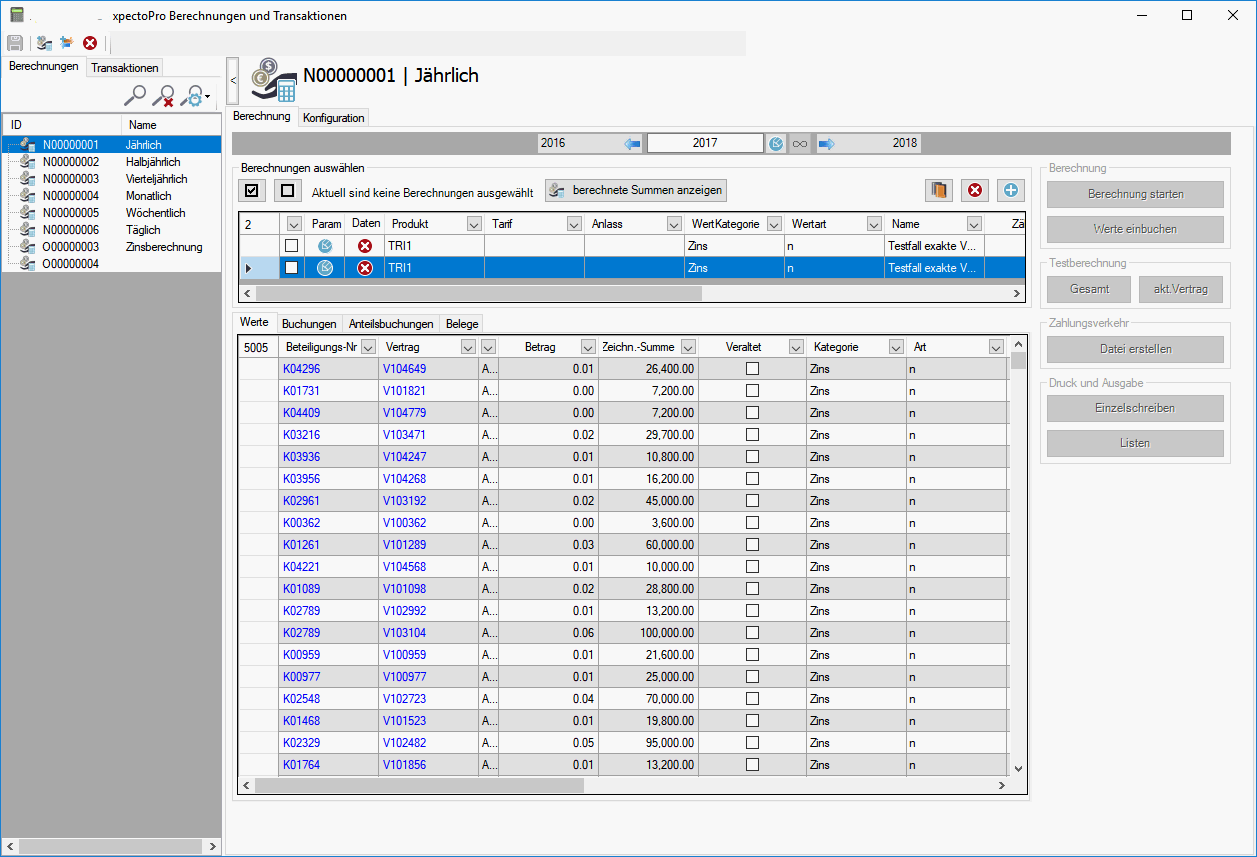 xpectoPro Berechnungen und Transaktionen
Berechnungen Transaktionen
ID Name
N00000001 Jährlich
N00000002 Halbjährlich
N00000003 Vierteljährlich
N00000004 Monatlich
N00000005 Wöchentlich
N00000006 Täglich
O00000003 Zinsberechnung
O00000004
<
N00000001 | Jährlich
Berechnung Konfiguration
2016 2017 2018
Berechnungen auswählen
Aktuell sind keine Berechnungen ausgewählt berechnete Summen anzeigen
2 Param Daten Produkt Tarif Anlass WertKategorie Wertart Name Zä
TRI1 Zins n Testfall exakte V...
TRI1 Zins n Testfall exakte V...
Werte Buchungen Anteilsbuchungen Belege
5005 Beteiligungs-Nr Vertrag Betrag Zeichn.-Summe Veraltet Kategorie Art
K04296 V104649 A... 0.01 26,400.00 Zins n
K01731 V101821 A... 0.00 7,200.00 Zins n
K04409 V104779 A... 0.00 7,200.00 Zins n
K03216 V103471 A... 0.02 29,700.00 Zins n
K03936 V104247 A... 0.01 10,800.00 Zins n
K03956 V104268 A... 0.01 16,200.00 Zins n
K02961 V103192 A... 0.02 45,000.00 Zins n
K00362 V100362 A... 0.00 3,600.00 Zins n
K01261 V101289 A... 0.03 60,000.00 Zins n
K04221 V104568 A... 0.01 10,000.00 Zins n
K01089 V101098 A... 0.02 28,800.00 Zins n
K02789 V102992 A... 0.01 13,200.00 Zins n
K02789 V103104 A... 0.06 100,000.00 Zins n
K00959 V100959 A... 0.01 21,600.00 Zins n
K00977 V100977 A... 0.01 25,000.00 Zins n
K02548 V102723 A... 0.04 70,000.00 Zins n
K01468 V101523 A... 0.01 19,800.00 Zins n
K02329 V102482 A... 0.05 95,000.00 Zins n
K01764 V101856 A... 0.01 13,200.00 Zins n
Berechnung
Berechnung starten
Werte einbuchen
Testberechnung
Gesamt akt.Vertrag
Zahlungsverkehr
Datei erstellen
Druck und Ausgabe
Einzelschreiben
Listen